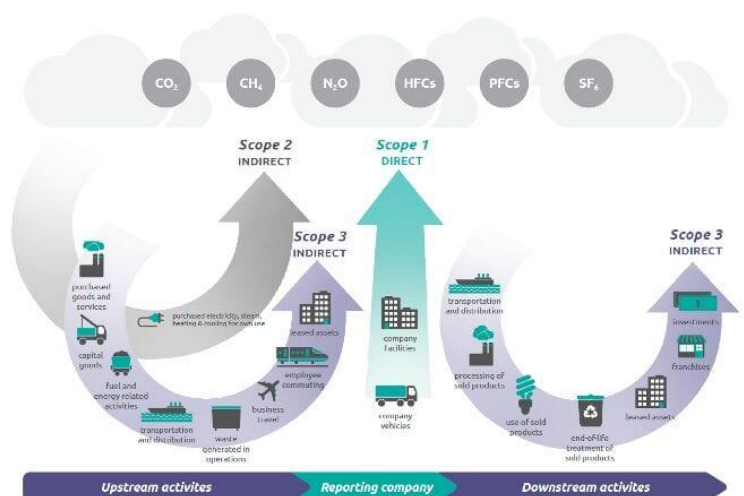 CO₂
CH₄
N₂O
HFCs
PFCs
SF₆
Scope 2
INDIRECT
Scope 1
DIRECT
Scope 3
INDIRECT
Scope 3
INDIRECT
purchased
goods and
services
capital
goods
fuel and
energy related
activities
transportation
and distribution
waste
generated in
operations
business
travel
employee
commuting
leased assets
purchased electricity, steam,
heating & cooling for own use
company
facilities
company
vehicles
transportation
and distribution
processing of
sold products
use of sold
products
end-of-life
treatment of
sold products
leased assets
franchises
investments
Upstream activites
Reporting company
Downstream activites